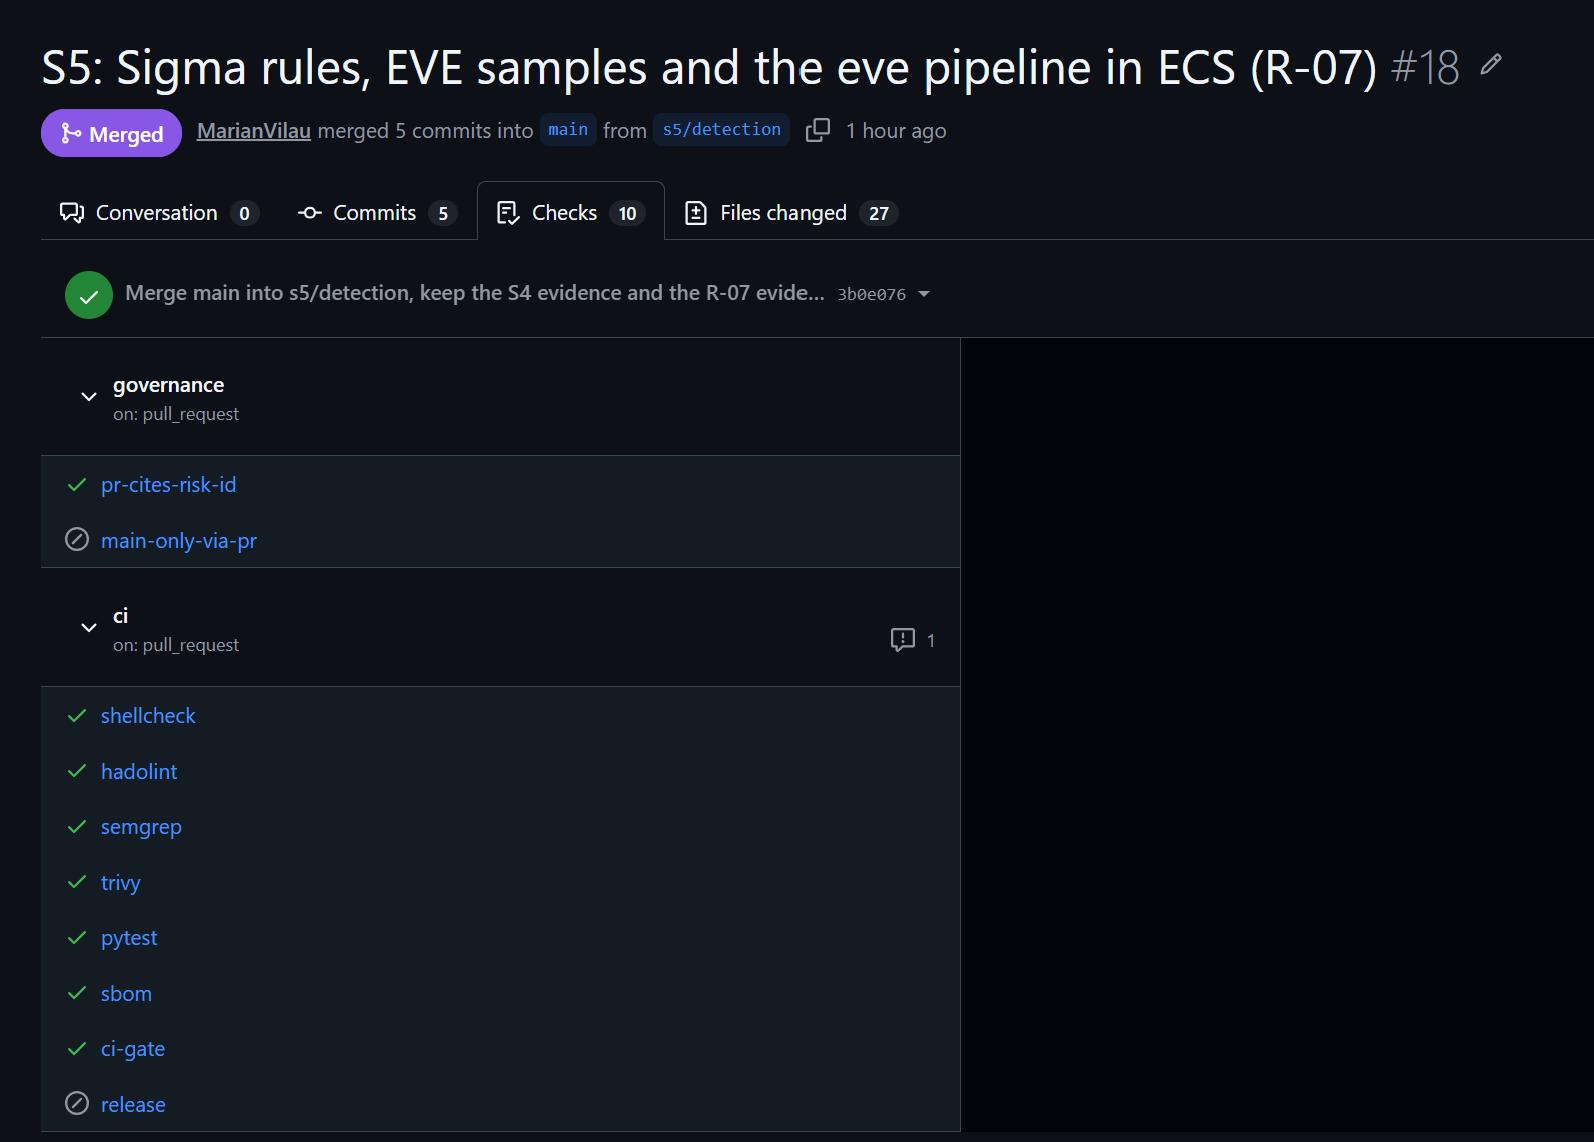 S5: Sigma rules, EVE samples and the eve pipeline in ECS (R-07) #18
Merged MarianVilau merged 5 commits into main from s5/detection 1 hour ago
Conversation 0 Commits 5 Checks 10 Files changed 27
Merge main into s5/detection, keep the S4 evidence and the R-07 evide... 3b0e076
governance
on: pull_request
pr-cites-risk-id
main-only-via-pr
ci
on: pull_request
1
shellcheck
hadolint
semgrep
trivy
pytest
sbom
ci-gate
release